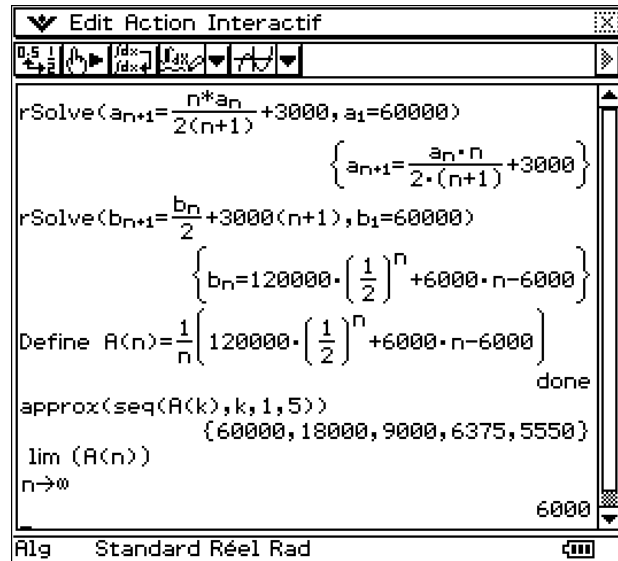 Edit Action Interactif
rSolve(aₙ₊₁=n*aₙ/2(n+1)+3000,a₁=60000)
{aₙ₊₁=aₙ·n/2·(n+1)+3000}
rSolve(bₙ₊₁=bₙ/2+3000(n+1),b₁=60000)
{bₙ=120000·(1/2)ⁿ+6000·n-6000}
Define A(n)=1/n(120000·(1/2)ⁿ+6000·n-6000)
done
approx(seq(A(k),k,1,5))
{60000,18000,9000,6375,5550}
lim (A(n))
n→∞
6000
Alg Standard Réel Rad